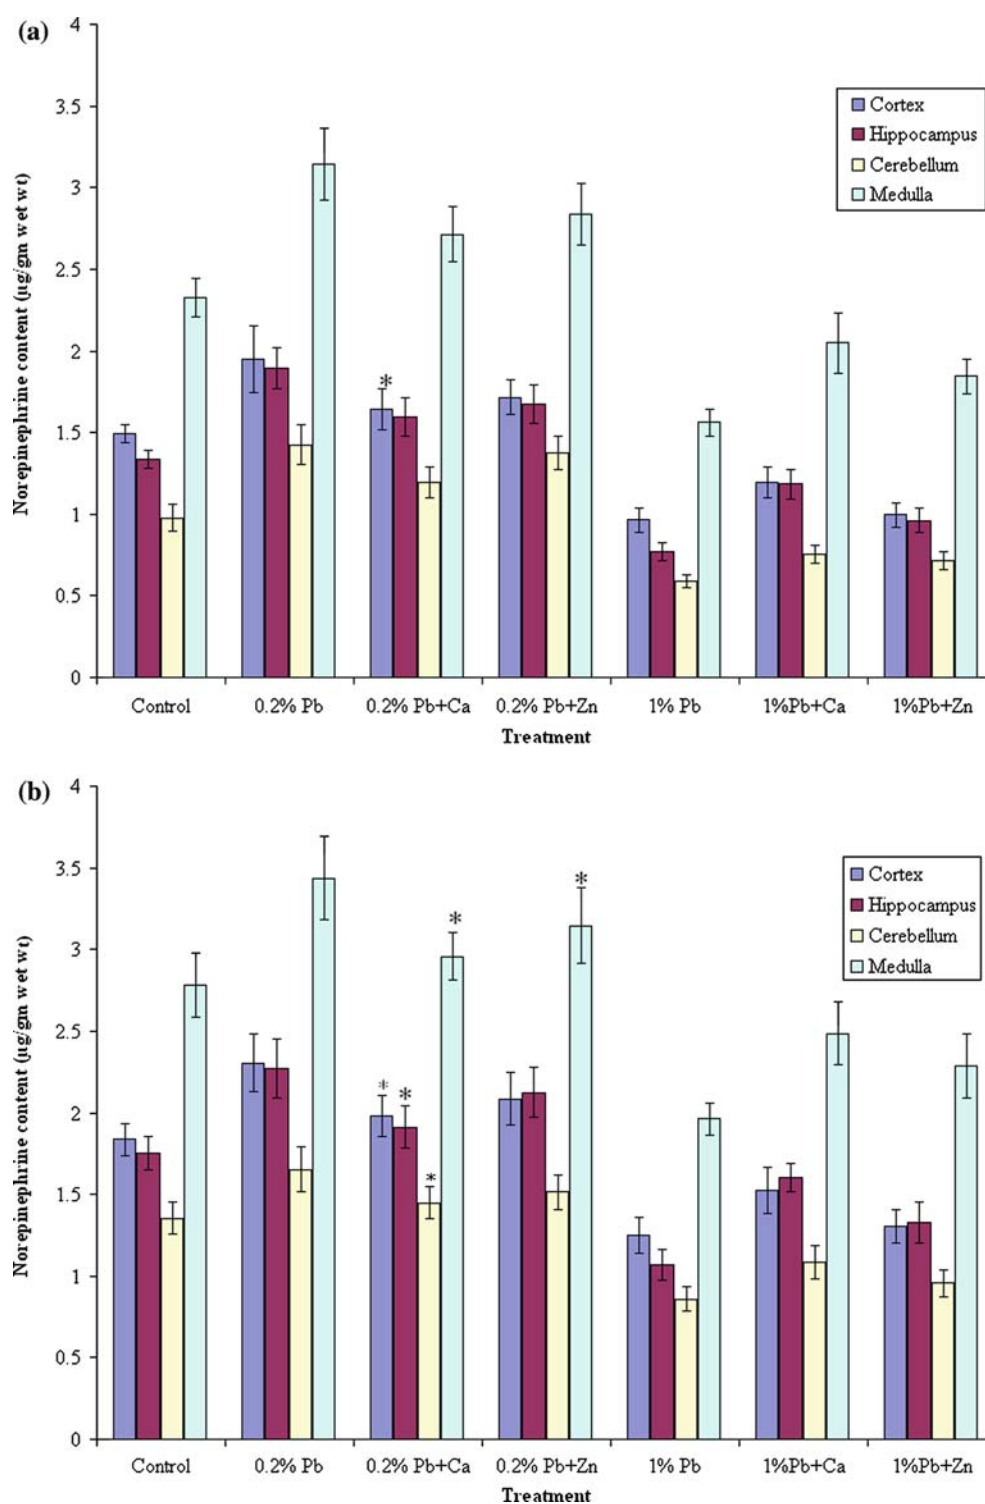 (a)
4
3.5
3
2.5
2
1.5
1
0.5
0
Norepinephrine content (µg/gm wet wt)
Cortex
Hippocampus
Cerebellum
Medulla
*
Control 0.2% Pb 0.2% Pb+Ca 0.2% Pb+Zn 1% Pb 1%Pb+Ca 1%Pb+Zn
Treatment
(b)
4
3.5
3
2.5
2
1.5
1
0.5
0
Norepinephrine content (µg/gm wet wt)
Cortex
Hippocampus
Cerebellum
Medulla
* * * * *
Control 0.2% Pb 0.2% Pb+Ca 0.2% Pb+Zn 1% Pb 1%Pb+Ca 1%Pb+Zn
Treatment